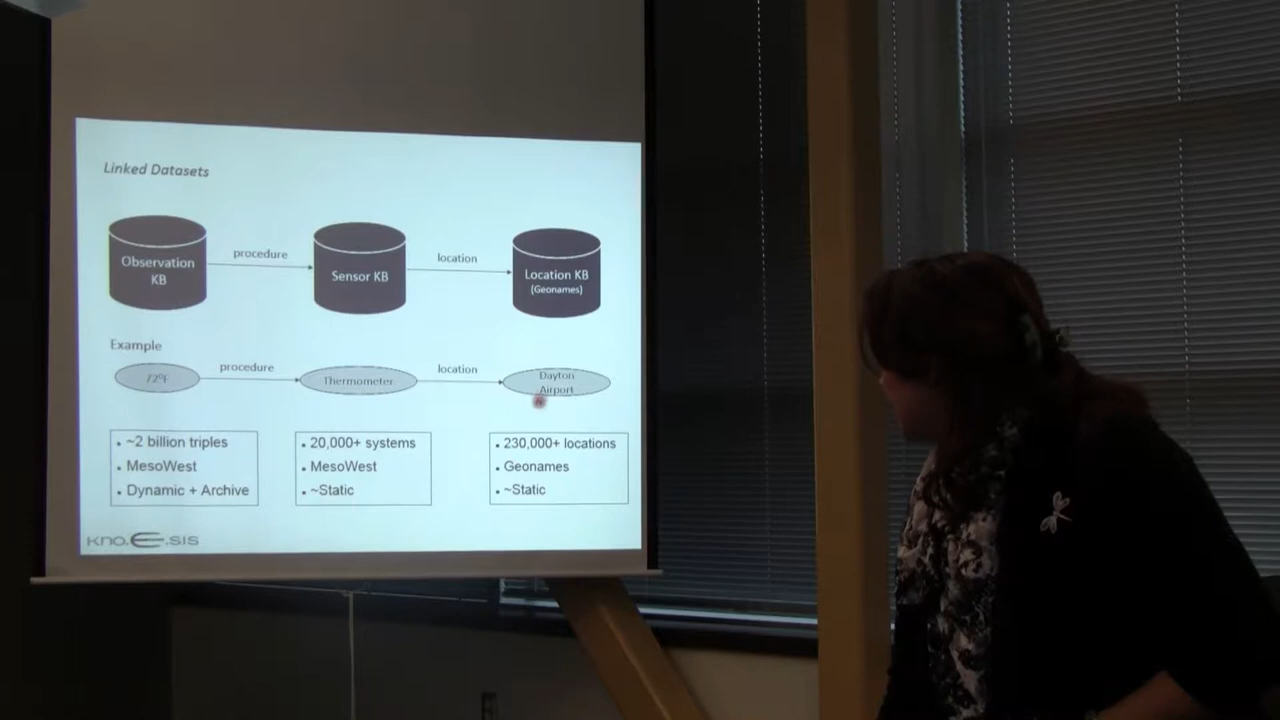 Linked Datasets
Observation
KB
procedure
Sensor KB
location
Location KB
(Geonames)
Example
72°F
procedure
Thermometer
location
Dayton
Airport
• ~2 billion triples
• MesoWest
• Dynamic + Archive
• 20,000+ systems
• MesoWest
• ~Static
• 230,000+ locations
• Geonames
• ~Static
kno.e.sis